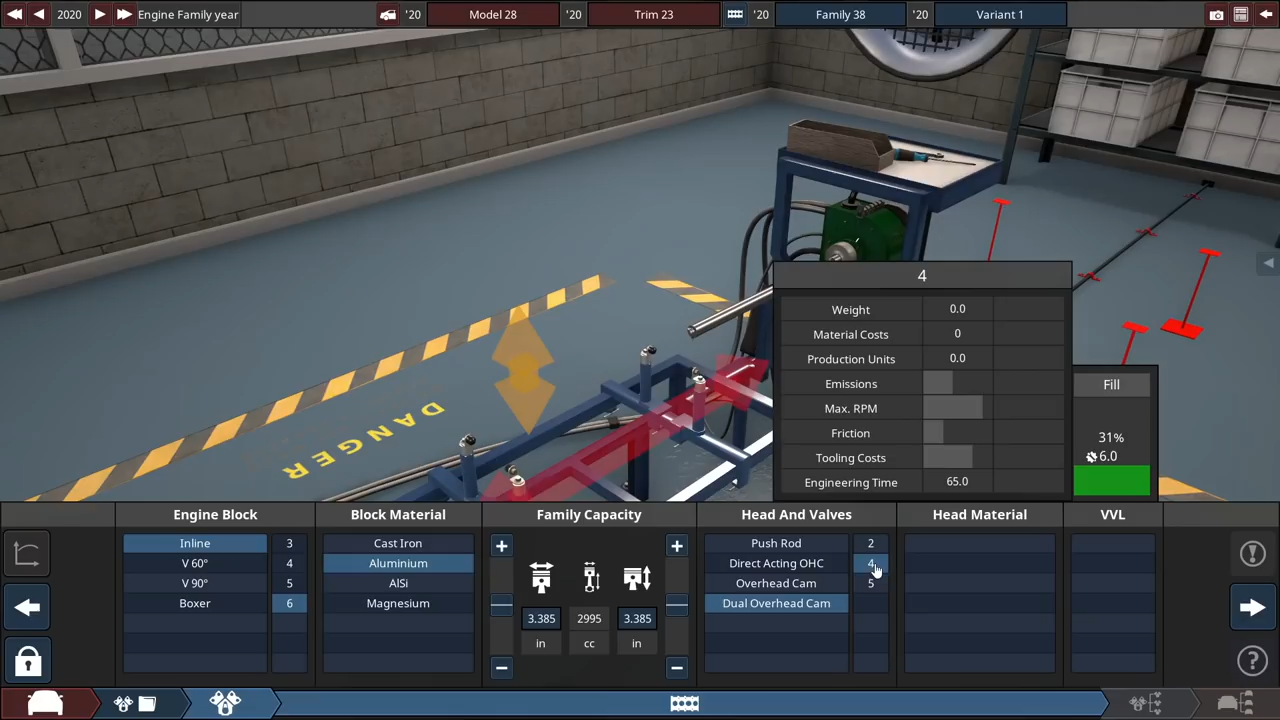 2020 Engine Family year '20 Model 28 '20 Trim 23 '20 Family 38 '20 Variant 1
DANGER
4
Weight 0.0
Material Costs 0
Production Units 0.0
Emissions
Max. RPM
Friction
Tooling Costs
Engineering Time 65.0
Fill
31%
6.0
Engine Block
Inline 3
V 60° 4
V 90° 5
Boxer 6
Block Material
Cast Iron
Aluminium
AlSi
Magnesium
Family Capacity
3.385 2995 3.385
in cc in
Head And Valves
Push Rod 2
Direct Acting OHC 4
Overhead Cam 5
Dual Overhead Cam
Head Material
VVL